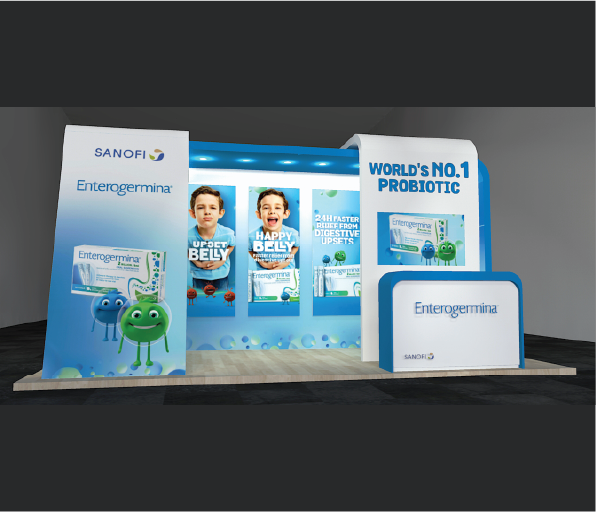 SANOFI
Enterogermina
Enterogermina
UPSET
BELLY
HAPPY
BELLY
Enterogermina
24H FASTER
RELIEF FROM
DIGESTIVE
UPSETS
WORLD'S NO.1
PROBIOTIC
Enterogermina
Enterogermina
SANOFI